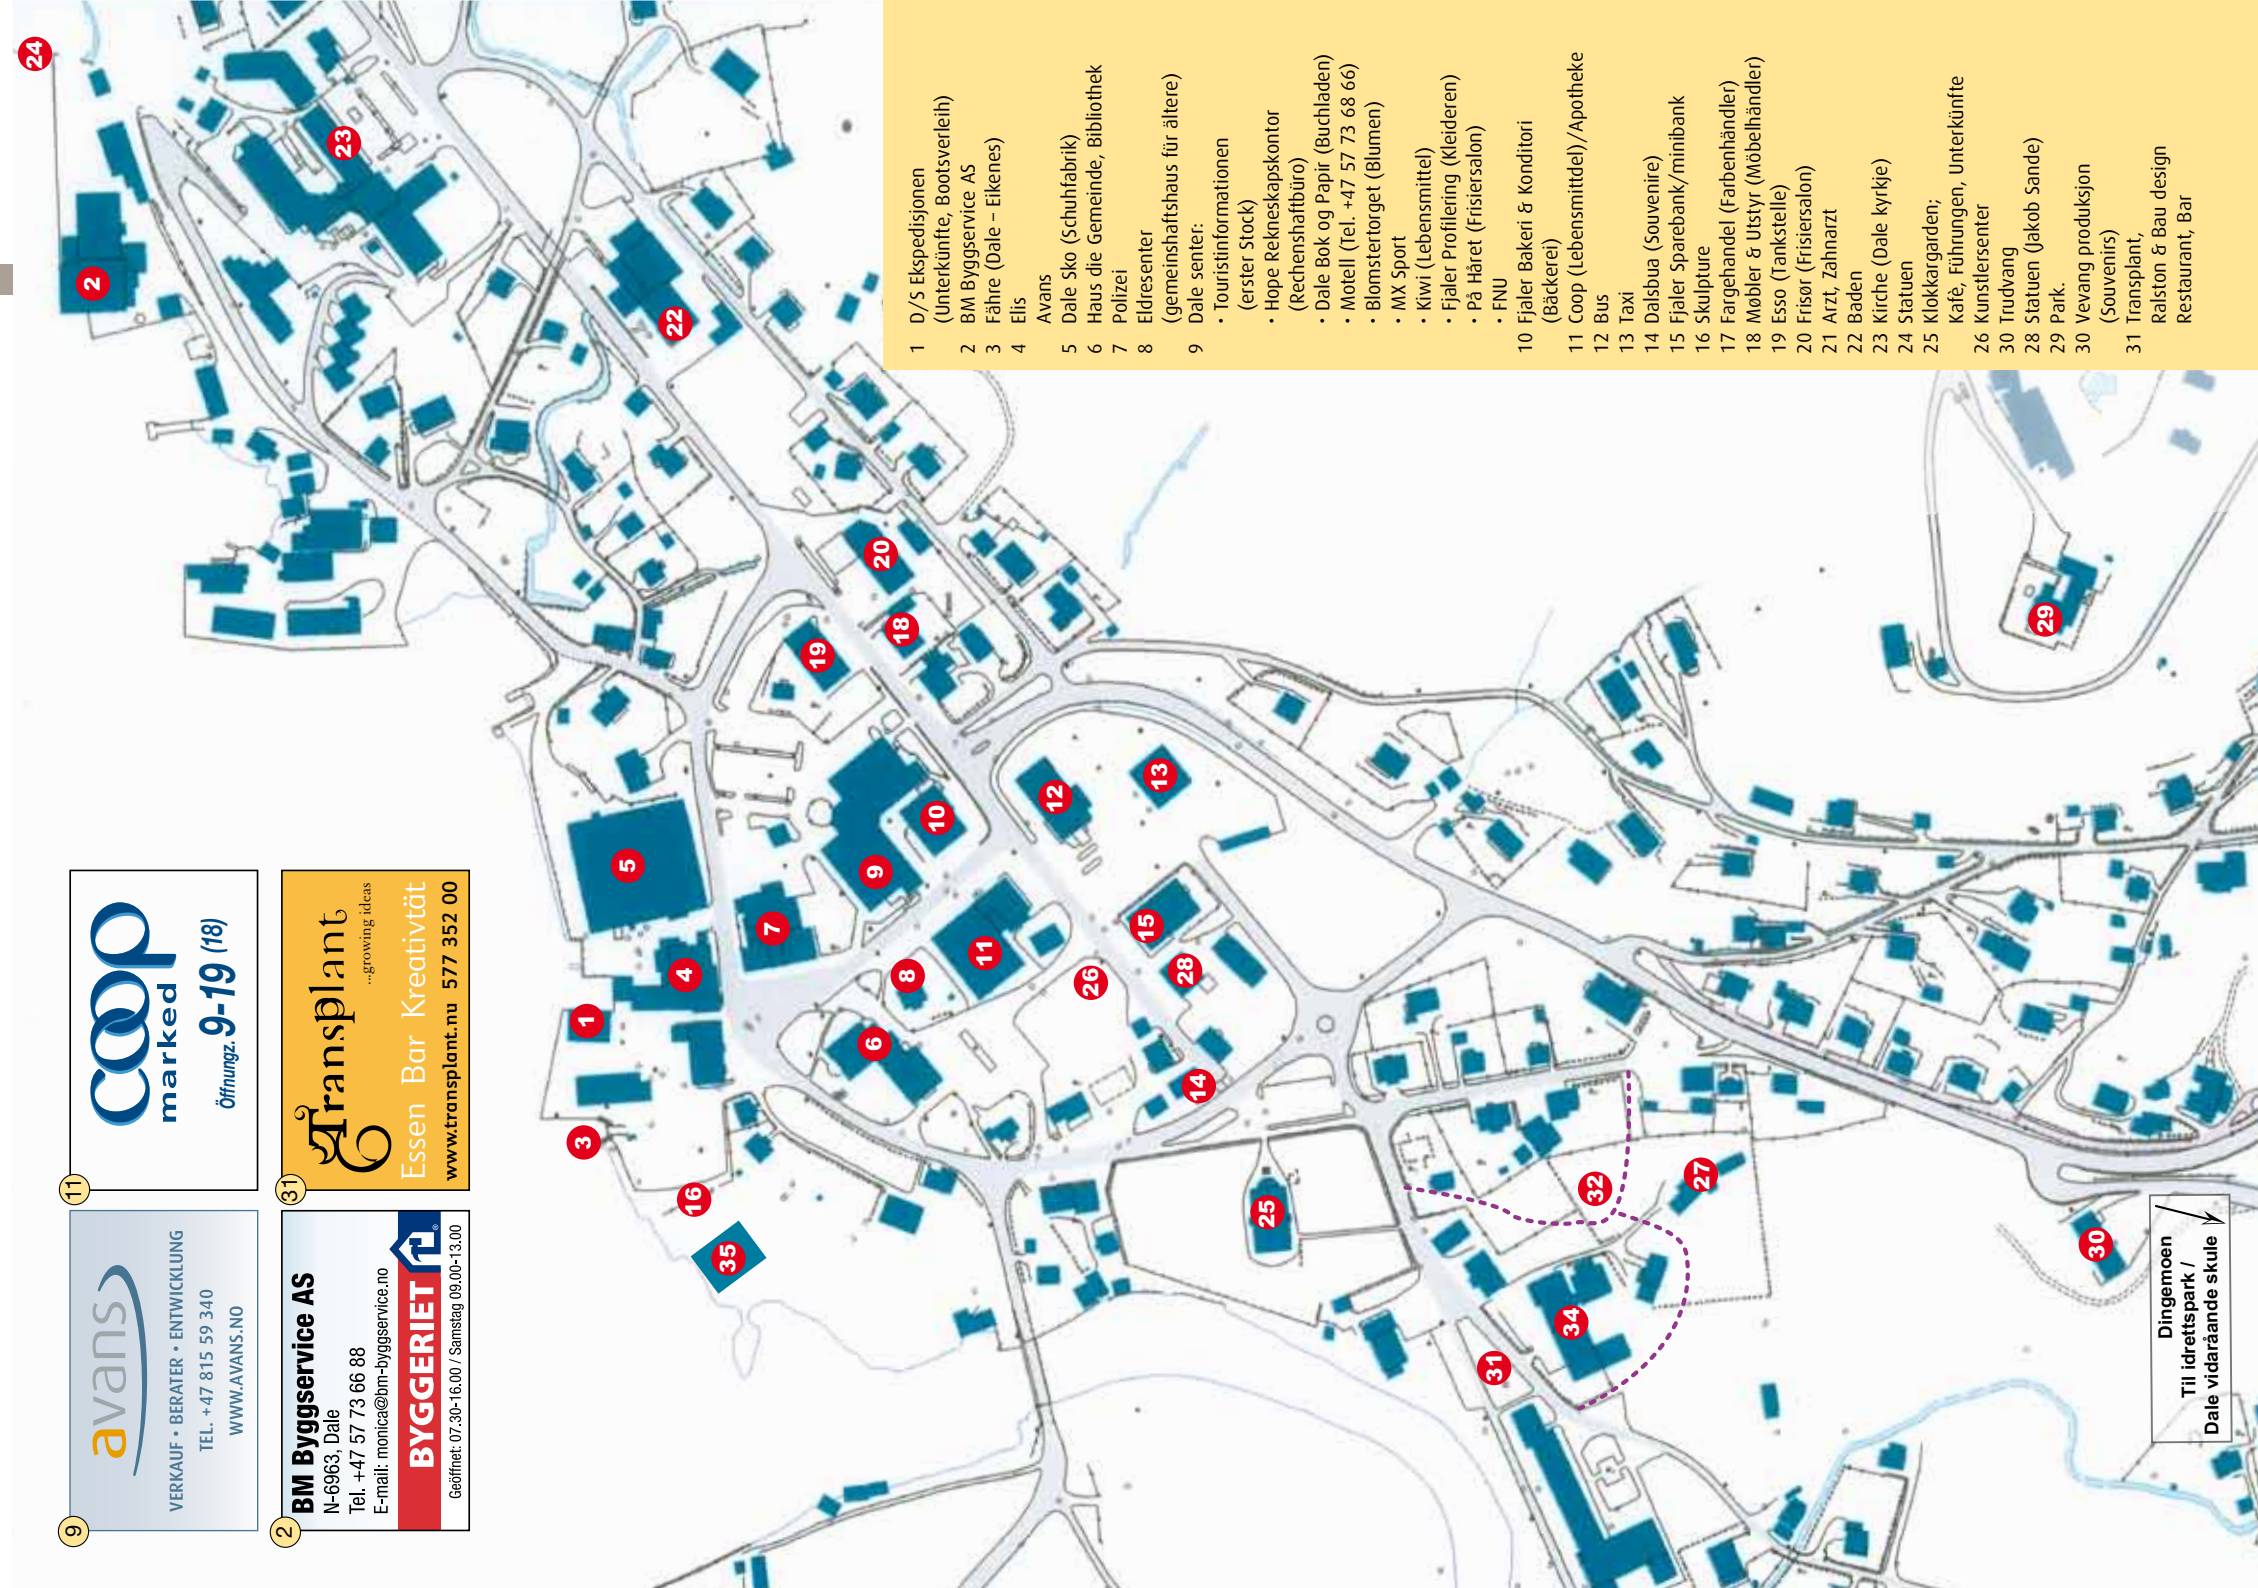 1 D/S Ekspedisjonen
(Unterkünfte, Bootsverleih)
2 BM Byggservice AS
3 Fähre (Dale – Eikenes)
4 Elis
Avans
5 Dale Sko (Schuhfabrik)
6 Haus die Gemeinde, Bibliothek
7 Polizei
8 Eldresenter
(gemeinshaftshaus für ältere)
9 Dale senter:
• Touristinformationen
(erster Stock)
• Hope Rekneskapskontor
(Rechenshaftbüro)
• Dale Bok og Papir (Buchladen)
• Motell (Tel. +47 57 73 68 66)
• Blomstertorget (Blumen)
• MX Sport
• Kiwi (Lebensmittel)
• Fjaler Profilering (Kleideren)
• På Håret (Frisiersalon)
• FNU
10 Fjaler Bakeri & Konditori
(Bäckerei)
11 Coop (Lebensmittdel)/Apotheke
12 Bus
13 Taxi
14 Dalsbua (Souvenire)
15 Fjaler Sparebank/minibank
16 Skulpture
17 Fargehandel (Farbenhändler)
18 Møbler & Utstyr (Möbelhändler)
19 Esso (Tankstelle)
20 Frisør (Frisiersalon)
21 Arzt, Zahnarzt
22 Baden
23 Kirche (Dale kyrkje)
24 Statuen
25 Klokkargarden;
Kafè, Führungen, Unterkünfte
26 Kunstlersenter
30 Trudvang
28 Statuen (Jakob Sande)
29 Park.
30 Vevang produksjon
(Souvenirs)
31 Transplant,
Ralston & Bau design
Restaurant, Bar
9
avans
VERKAUF • BERATER • ENTWICKLUNG
TEL. +47 815 59 340
WWW.AVANS.NO
11
coop
marked
Öffnungz. 9-19 (18)
2
BM Byggservice AS
N-6963, Dale
Tel. +47 57 73 66 88
E-mail: monica@bm-byggservice.no
BYGGERIET
®
Geöffnet: 07.30-16.00 / Samstag 09.00-13.00
31
Transplant
...growing ideas
Essen Bar Kreativtät
www.transplant.nu 577 352 00
24
2
23
22
20
18
19
5
10
9
12
13
7
11
15
4
8
26
28
1
6
14
3
16
25
35
32
27
34
31
29
30
Dingemoen
Til idrettspark /
Dale vidaråande skule